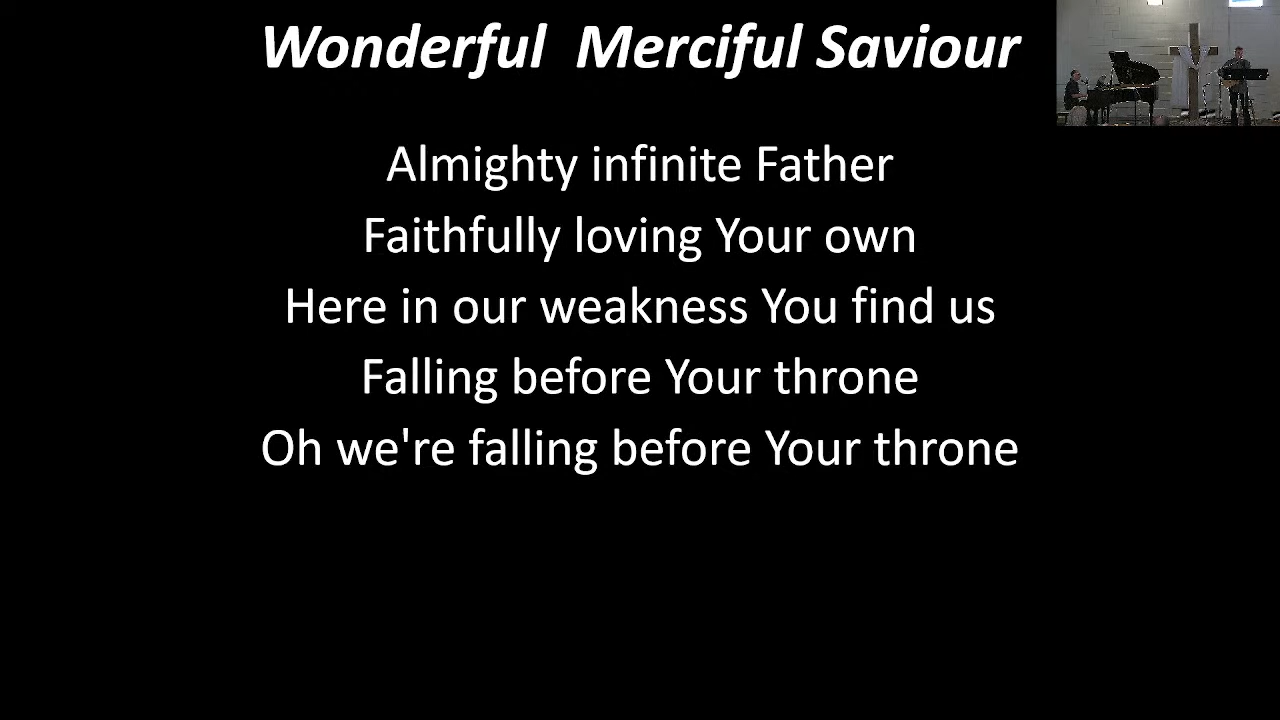 Wonderful  Merciful Saviour
Almighty infinite Father
Faithfully loving Your own
Here in our weakness You find us
Falling before Your throne
Oh we're falling before Your throne